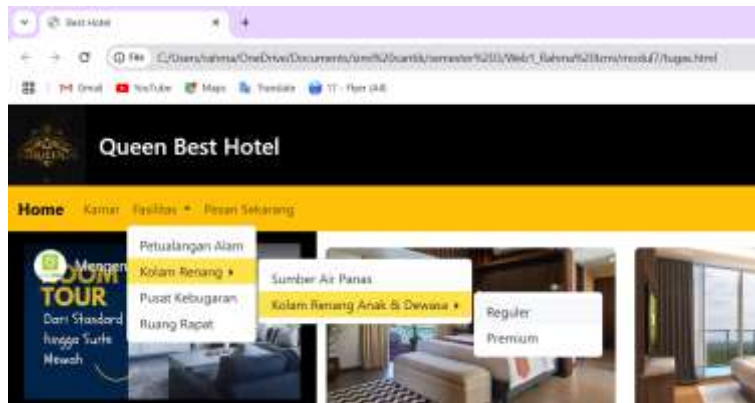 Best Hotel
File
Gmail YouTube Maps Translate
Queen Best Hotel
Home Kamar Fasilitas Pesan Sekarang
Petualangan Alam
Kolam Renang
Pusat Kebugaran
Ruang Rapat
Sumber Air Panas
Kolam Renang Anak & Dewasa
Reguler
Premium
TOUR
Dari Standard
hingga Suite
Mewah